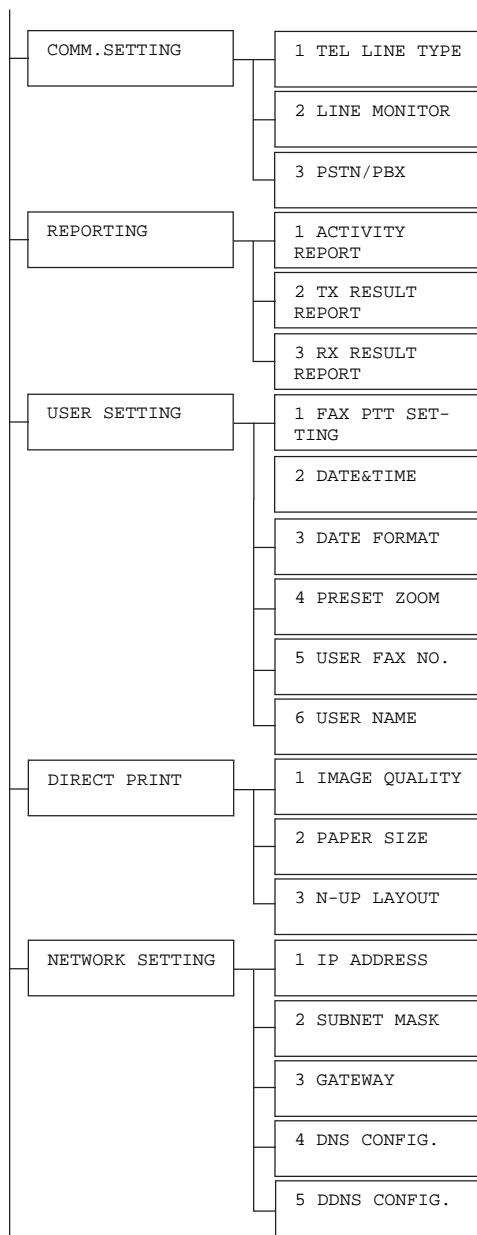 COMM.SETTING
1 TEL LINE TYPE
2 LINE MONITOR
3 PSTN/PBX
REPORTING
1 ACTIVITY
REPORT
2 TX RESULT
REPORT
3 RX RESULT
REPORT
USER SETTING
1 FAX PTT SET-
TING
2 DATE&TIME
3 DATE FORMAT
4 PRESET ZOOM
5 USER FAX NO.
6 USER NAME
DIRECT PRINT
1 IMAGE QUALITY
2 PAPER SIZE
3 N-UP LAYOUT
NETWORK SETTING
1 IP ADDRESS
2 SUBNET MASK
3 GATEWAY
4 DNS CONFIG.
5 DDNS CONFIG.